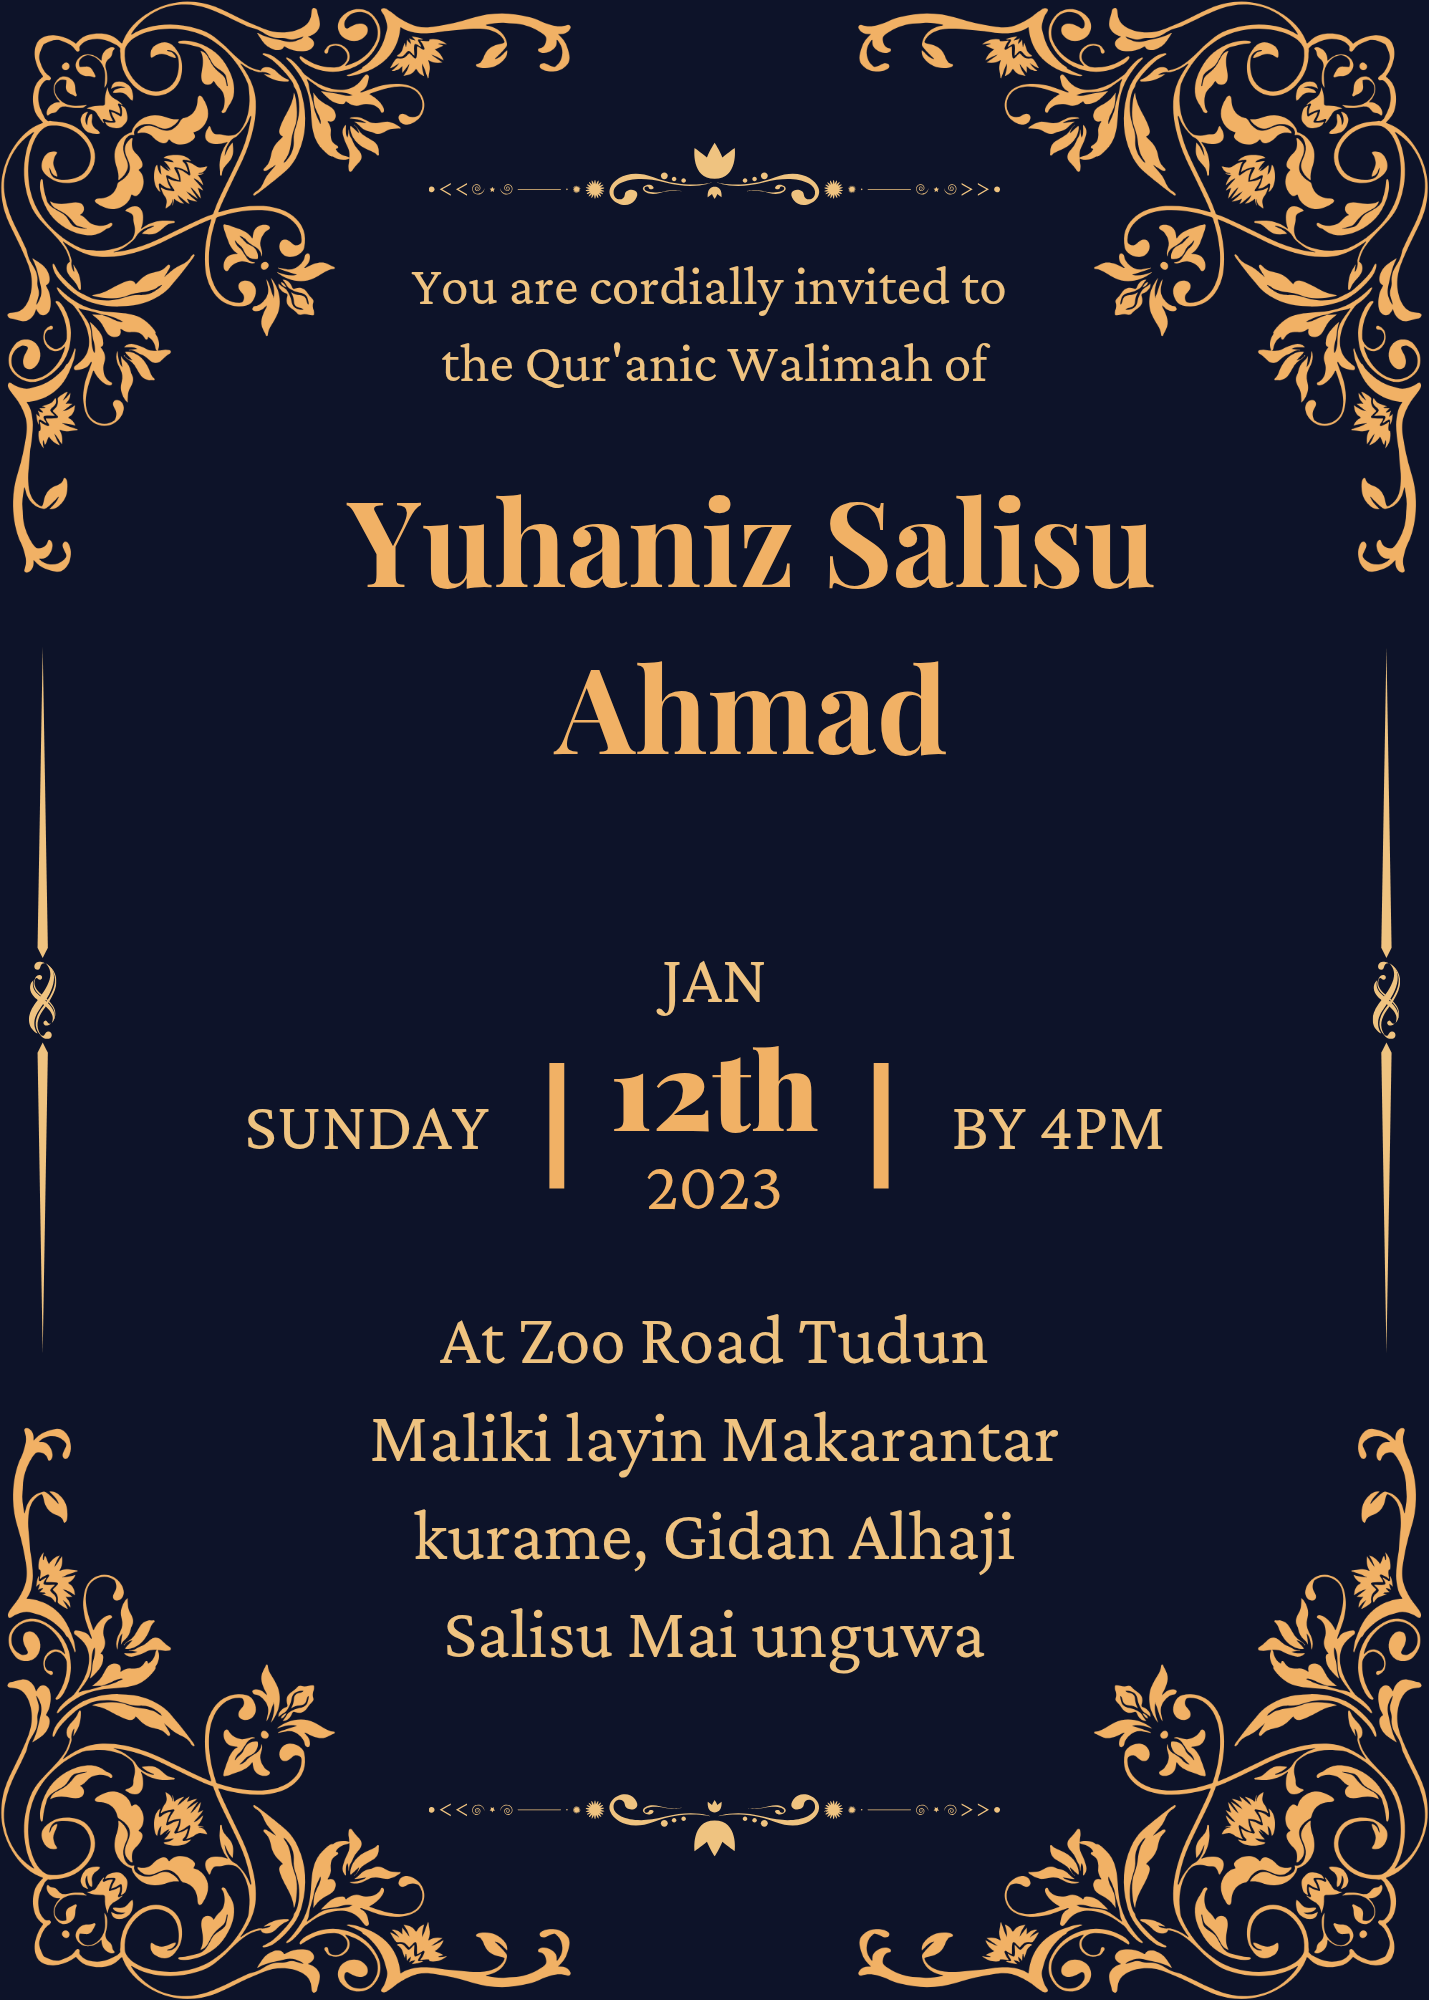 You are cordially invited to
the Qur'anic Walimah of
Yuhaniz Salisu
Ahmad
JAN
SUNDAY
12th
BY 4PM
2023
At Zoo Road Tudun
Maliki layin Makarantar
kurame, Gidan Alhaji
Salisu Mai unguwa